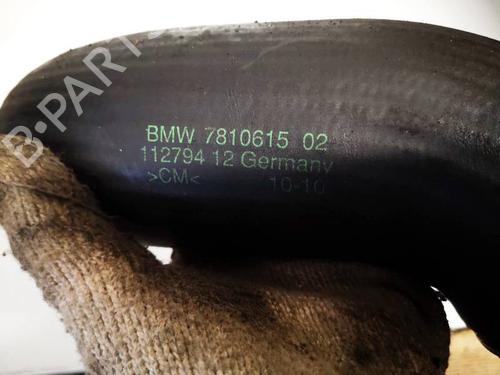 BMW 7810615 02
112794 12 Germany
>CM< 10-10
B-PARTS